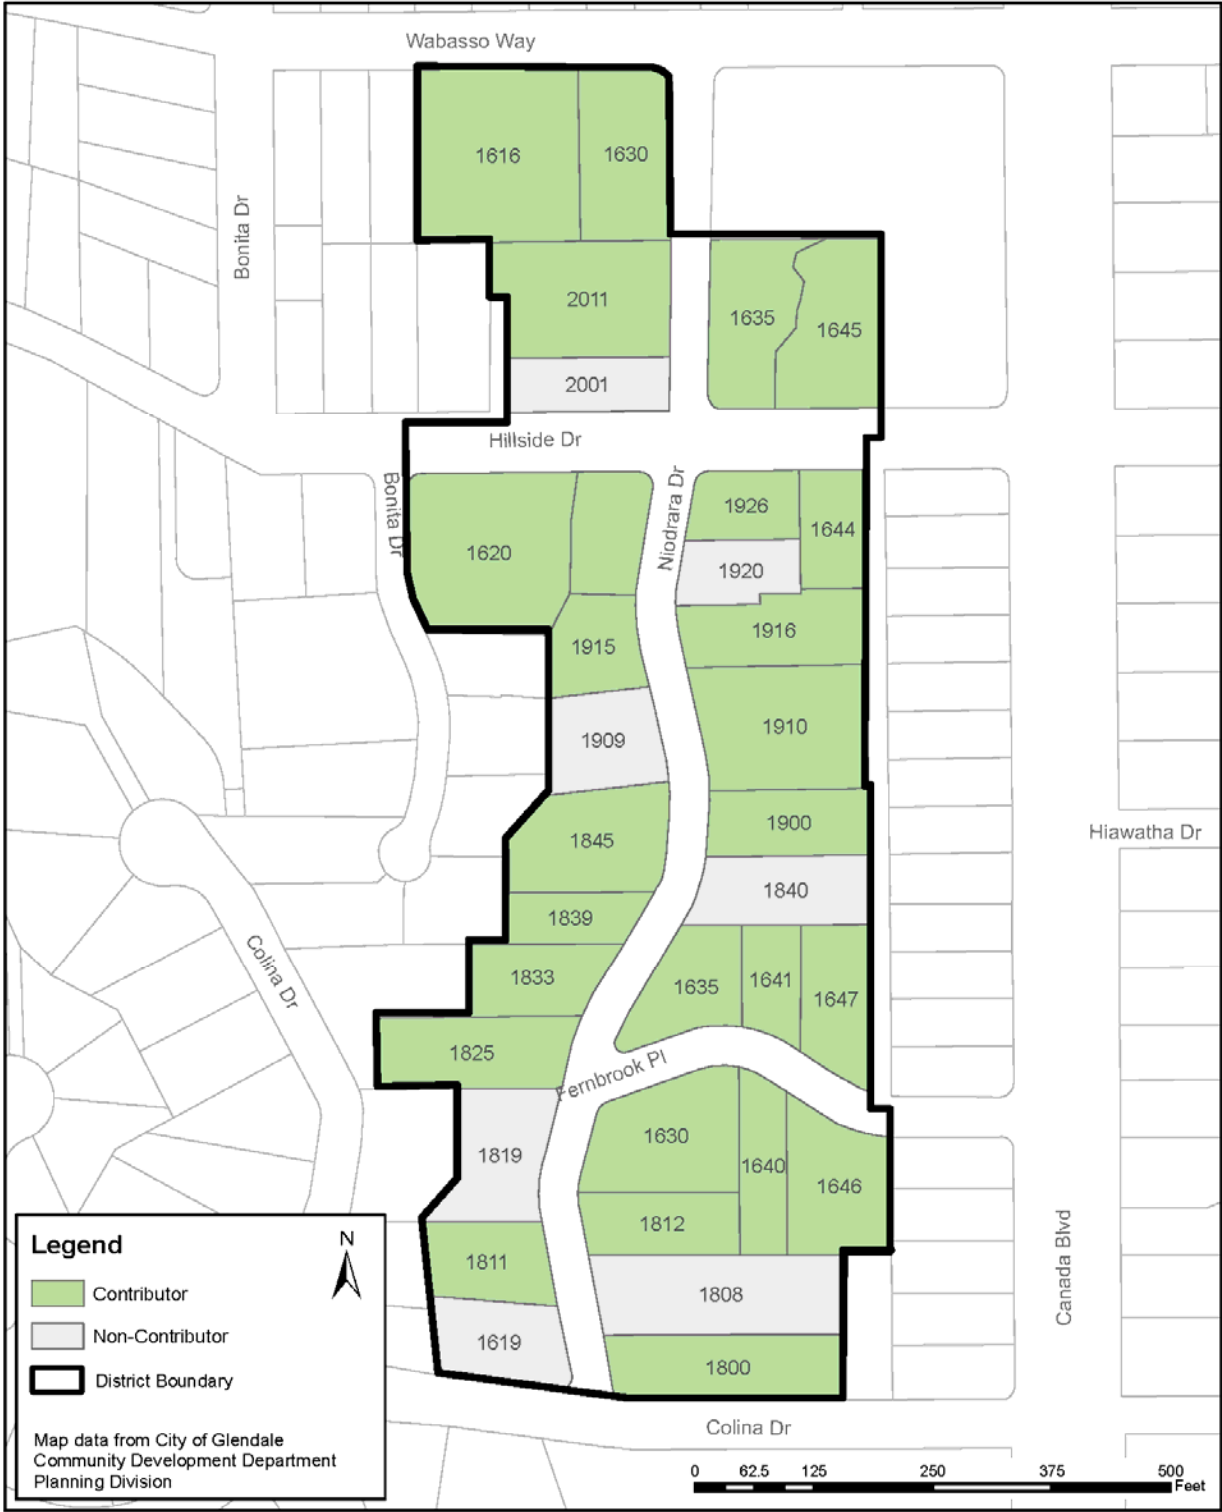 Wabasso Way
1616
1630
Bonita Dr
2011
1635
1645
2001
Hillside Dr
Bonita Dr
Niodrara Dr
1926
1644
1620
1920
1916
1915
1910
1909
1900
Hiawatha Dr
1845
1840
1839
Colina Dr
1833
1635
1641
1647
1825
Fernbrook Pl
1630
1819
1640
1646
1812
Canada Blvd
1811
1808
1619
1800
Colina Dr
Legend
N
Contributor
Non-Contributor
District Boundary
Map data from City of Glendale
Community Development Department
Planning Division
0 62.5 125 250 375 500
Feet